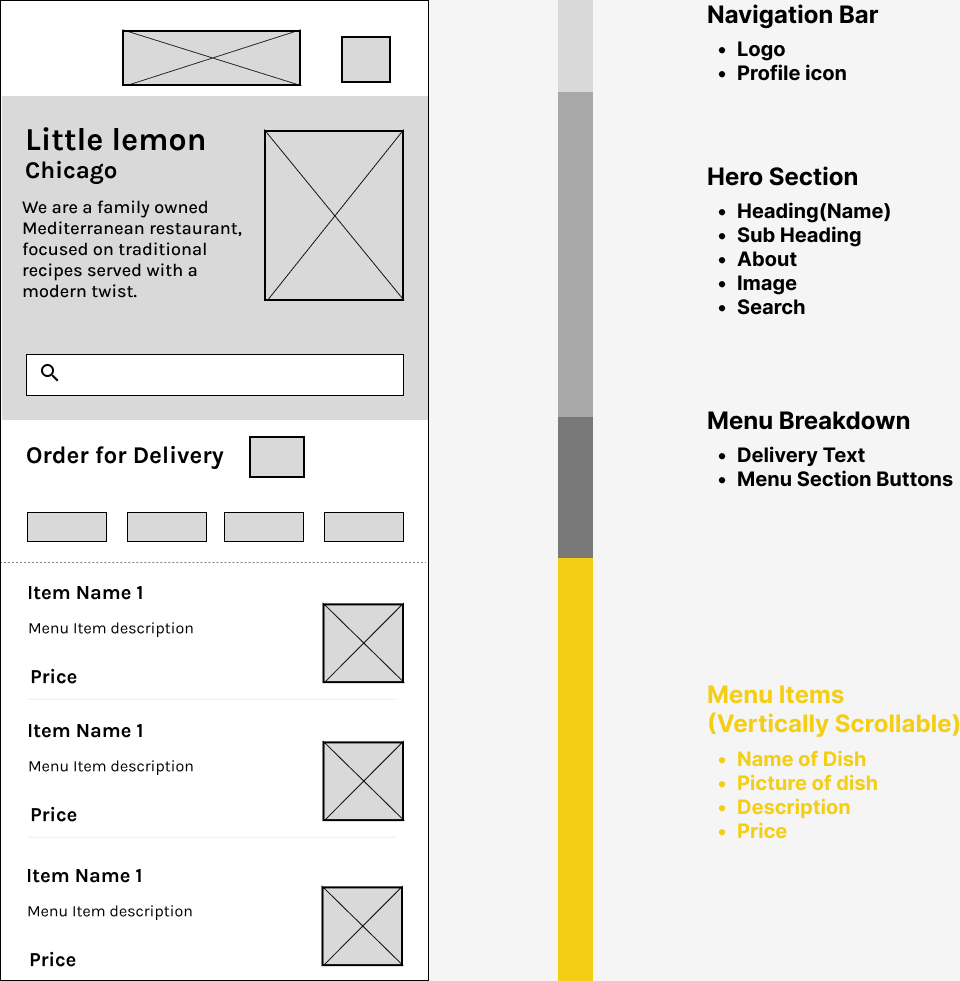 Little lemon
Chicago
We are a family owned
Mediterranean restaurant,
focused on traditional
recipes served with a
modern twist.
Order for Delivery
Item Name 1
Menu Item description
Price
Item Name 1
Menu Item description
Price
Item Name 1
Menu Item description
Price
Navigation Bar
• Logo
• Profile icon
Hero Section
• Heading(Name)
• Sub Heading
• About
• Image
• Search
Menu Breakdown
• Delivery Text
• Menu Section Buttons
Menu Items
(Vertically Scrollable)
• Name of Dish
• Picture of dish
• Description
• Price